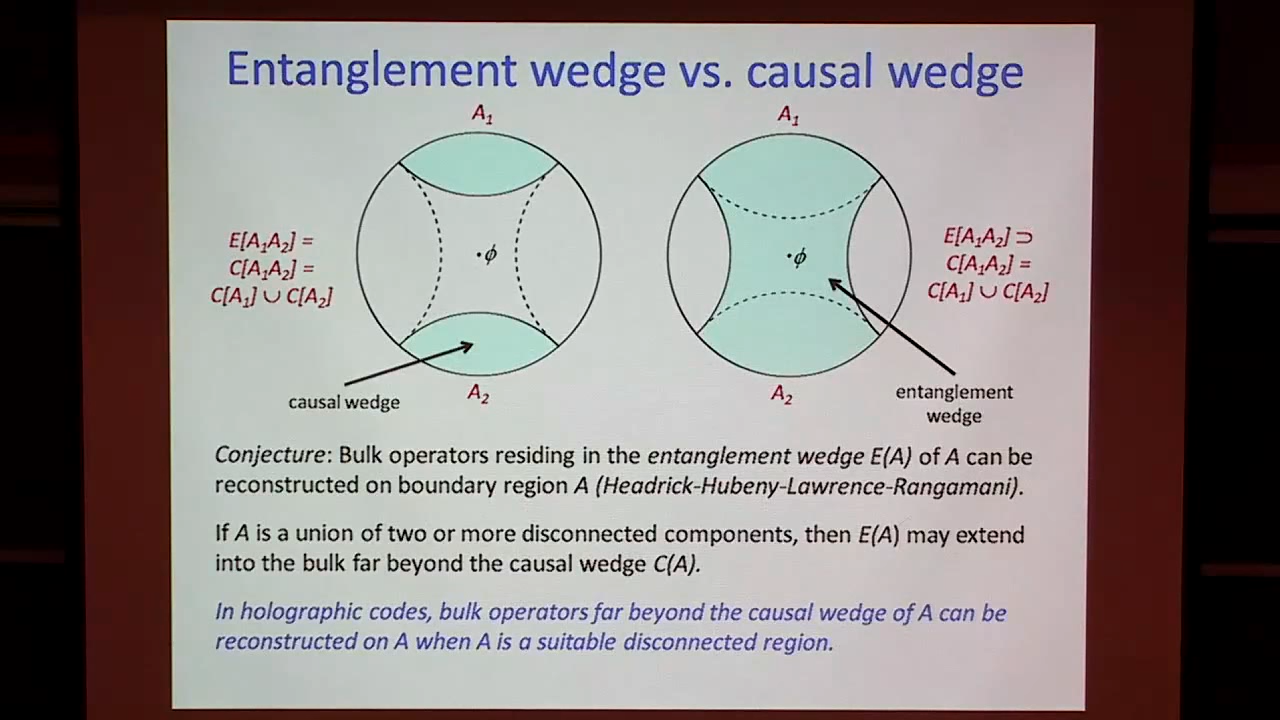 Entanglement wedge vs. causal wedge
A₁
A₁
E[A₁A₂] =
C[A₁A₂] =
C[A₁] ∪ C[A₂]
·ϕ
·ϕ
E[A₁A₂] ⊃
C[A₁A₂] =
C[A₁] ∪ C[A₂]
causal wedge
A₂
A₂
entanglement
wedge
Conjecture: Bulk operators residing in the entanglement wedge E(A) of A can be
reconstructed on boundary region A (Headrick-Hubeny-Lawrence-Rangamani).
If A is a union of two or more disconnected components, then E(A) may extend
into the bulk far beyond the causal wedge C(A).
In holographic codes, bulk operators far beyond the causal wedge of A can be
reconstructed on A when A is a suitable disconnected region.